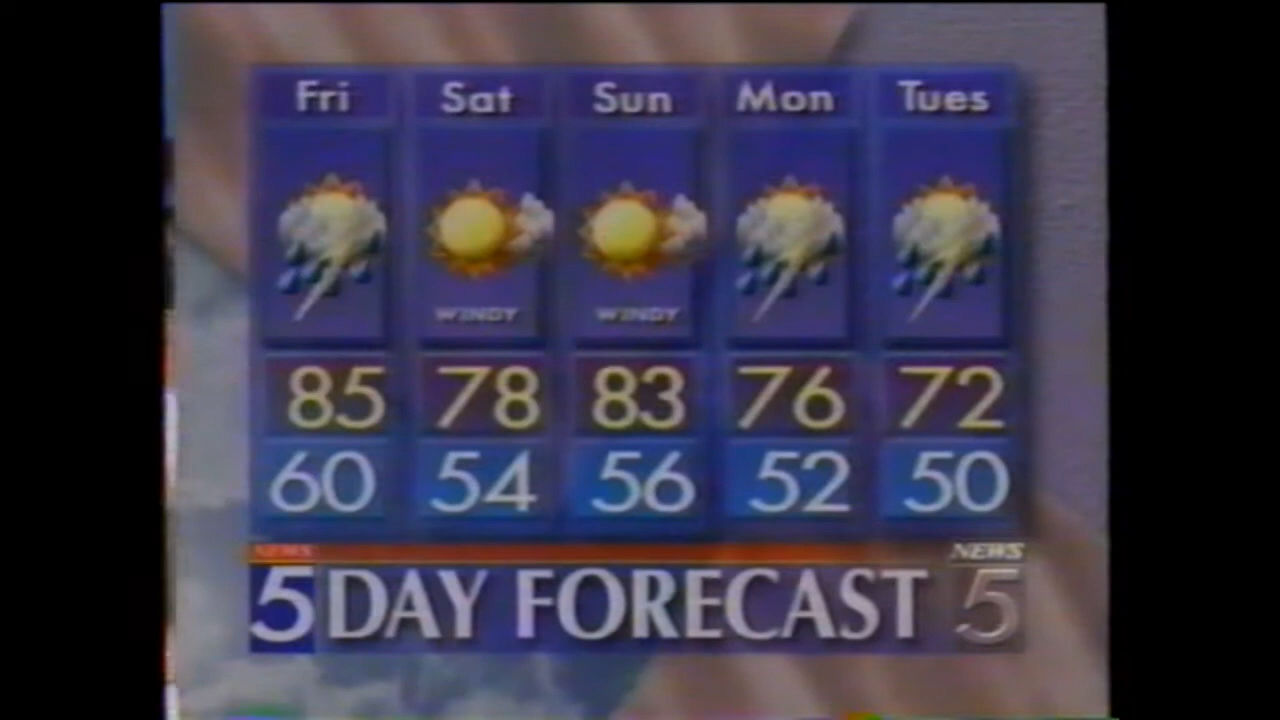 Fri Sat Sun Mon Tues
WINDY WINDY
85 78 83 76 72
60 54 56 52 50
NEWS NEWS
5 DAY FORECAST 5